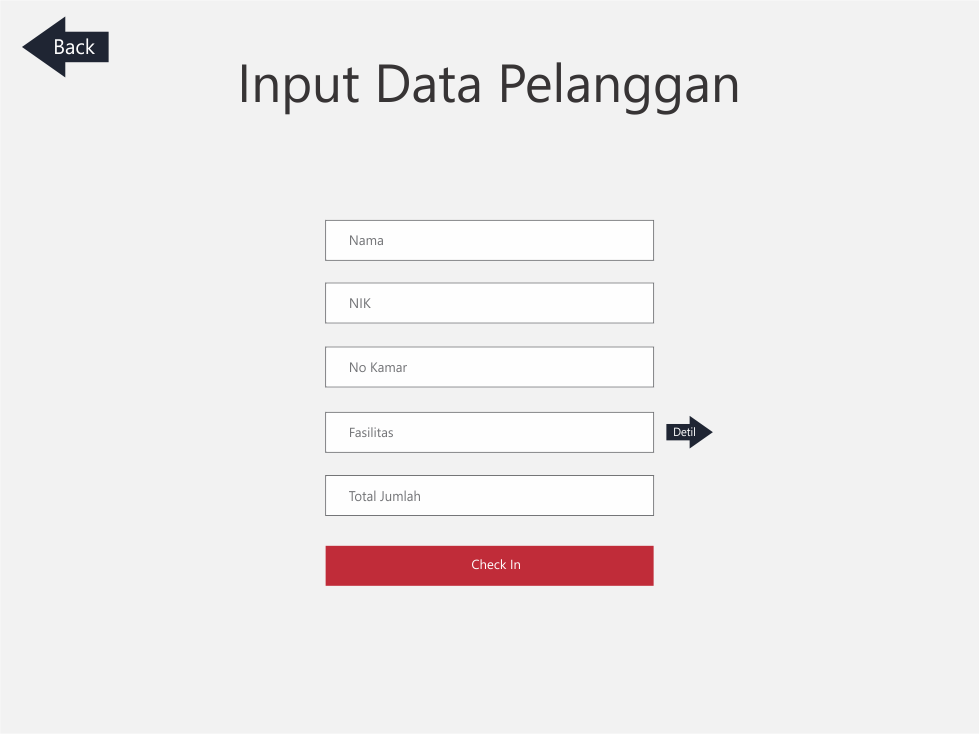 Back
Input Data Pelanggan
Nama
NIK
No Kamar
Fasilitas
Detil
Total Jumlah
Check In